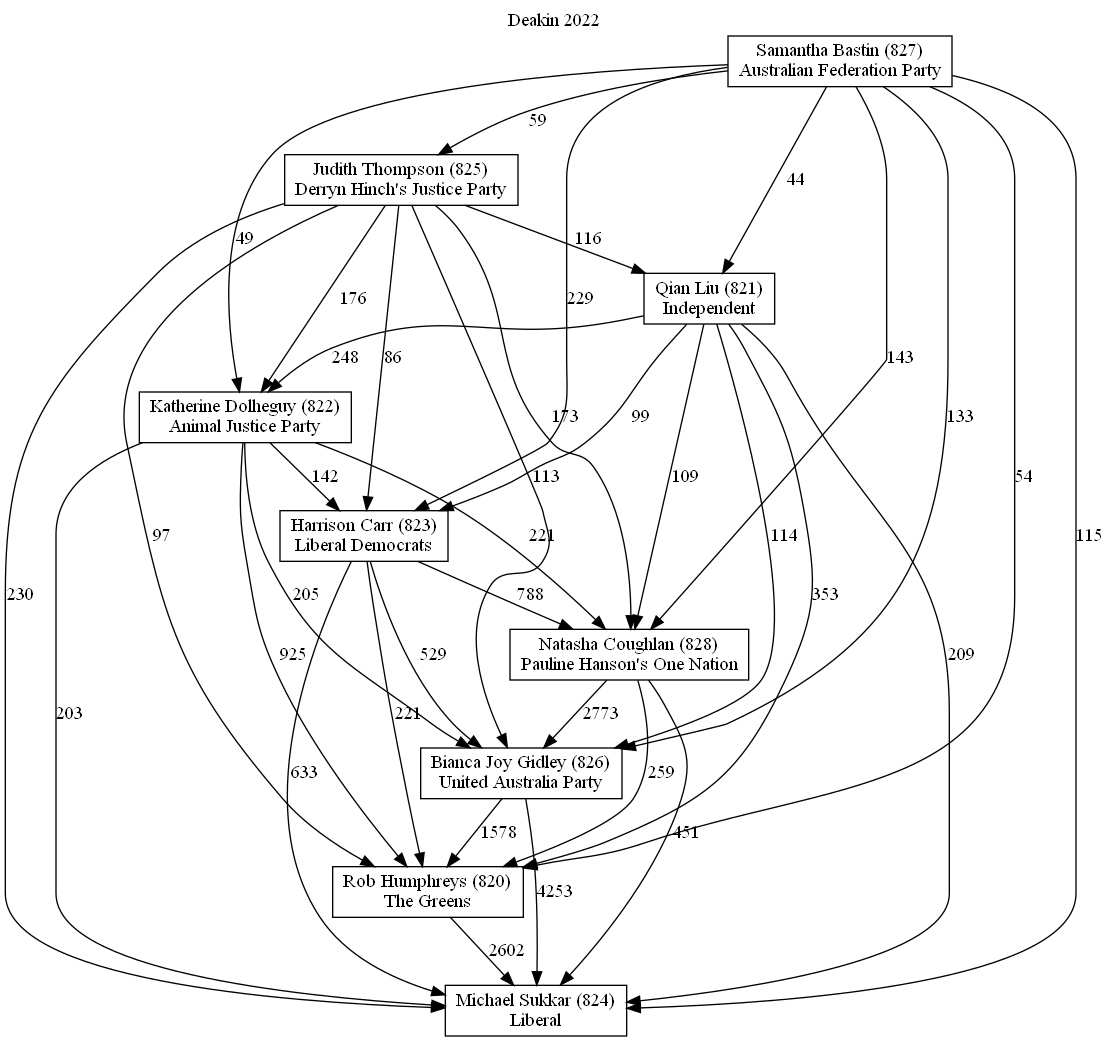 Deakin 2022
Samantha Bastin (827)
Australian Federation Party
59
Judith Thompson (825)
Derryn Hinch's Justice Party
44
49
116
Qian Liu (821)
Independent
176
229
248
86
143
Katherine Dolheguy (822)
Animal Justice Party
173
99
133
142
113
109
54
Harrison Carr (823)
Liberal Democrats
97
221
114
115
230
205
788
353
Natasha Coughlan (828)
Pauline Hanson's One Nation
925
529
209
203
221
2773
Bianca Joy Gidley (826)
United Australia Party
633
259
1578
451
Rob Humphreys (820)
The Greens
4253
2602
Michael Sukkar (824)
Liberal